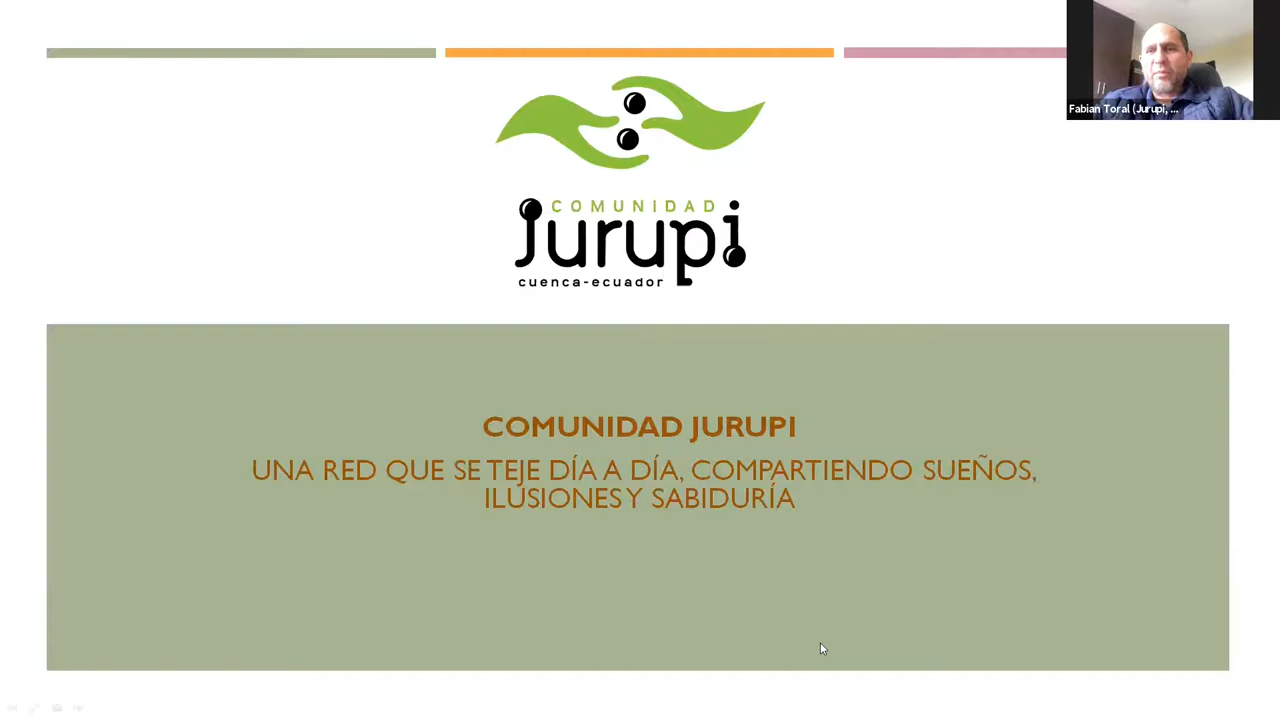 Fabian Toral (Jurupi, ...
COMUNIDAD
Jurupi
cuenca-ecuador
COMUNIDAD JURUPI
UNA RED QUE SE TEJE DÍA A DÍA, COMPARTIENDO SUEÑOS,
ILUSIONES Y SABIDURÍA